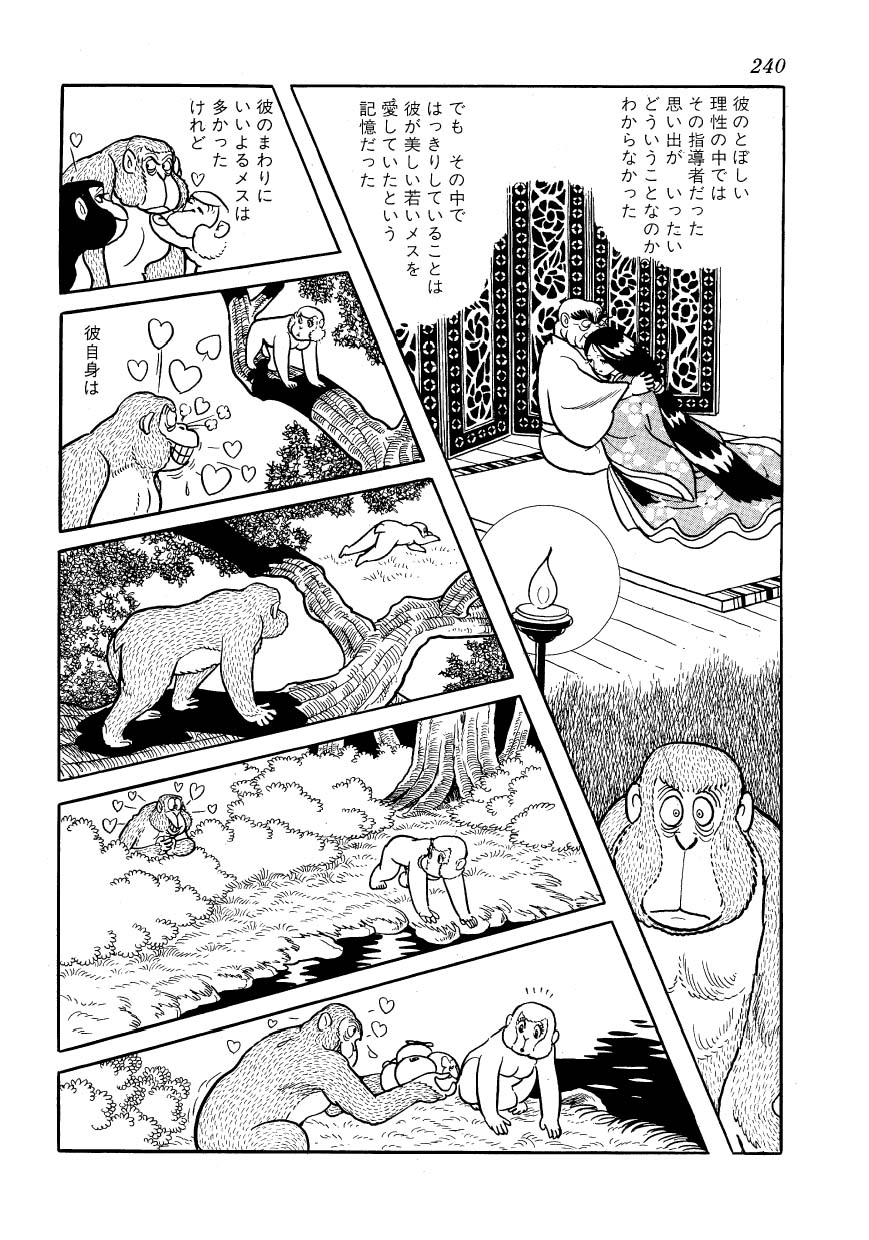 240
彼のとぼしい
理性の中では
その指導者だった
思い出が いったい
どういうことなのか
わからなかった
でも その中で
はっきりしていることは
彼が美しい若いメスを
愛していたという
記憶だった
彼のまわりに
いいよるメスは
多かった
けれど
彼自身は